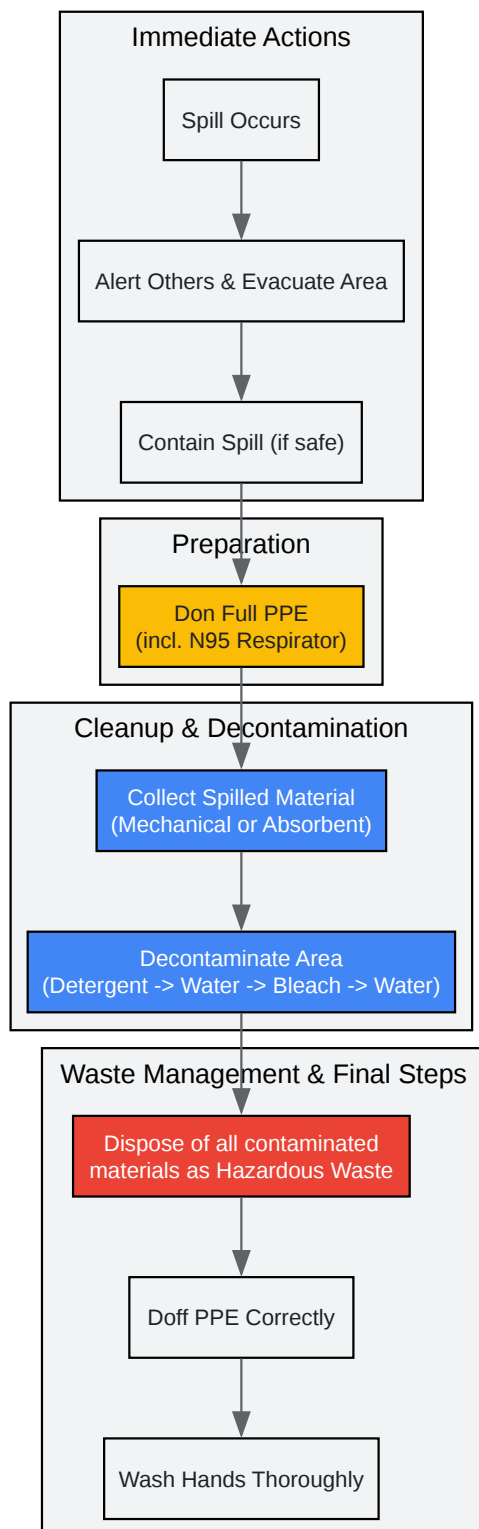 Immediate Actions
Spill Occurs
Alert Others & Evacuate Area
Contain Spill (if safe)
Preparation
Don Full PPE
(incl. N95 Respirator)
Cleanup & Decontamination
Collect Spilled Material
(Mechanical or Absorbent)
Decontaminate Area
(Detergent -> Water -> Bleach -> Water)
Waste Management & Final Steps
Dispose of all contaminated
materials as Hazardous Waste
Doff PPE Correctly
Wash Hands Thoroughly